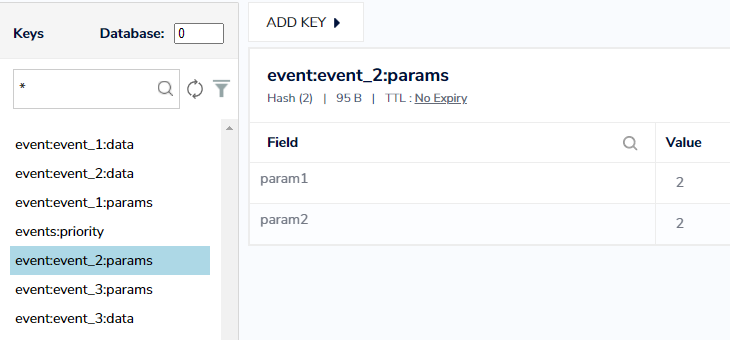 Keys Database: 0
*
event:event_1:data
event:event_2:data
event:event_1:params
events:priority
event:event_2:params
event:event_3:params
event:event_3:data
ADD KEY
event:event_2:params
Hash (2) | 95 B | TTL : No Expiry
Field Value
param1 2
param2 2